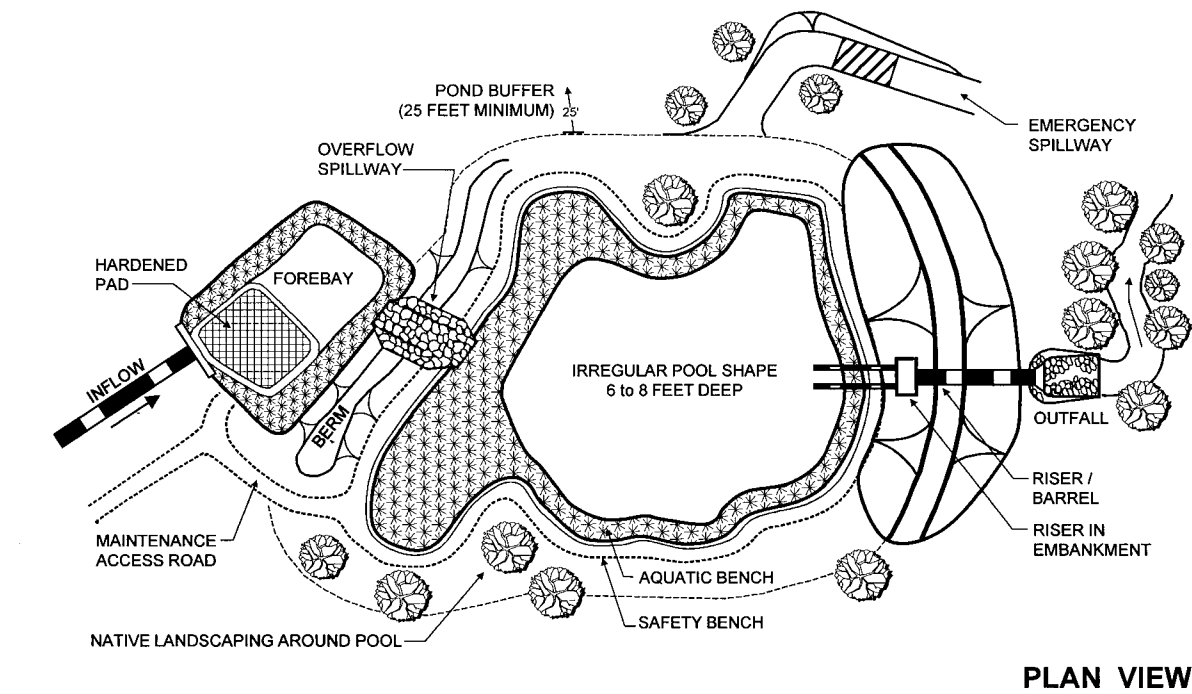 POND BUFFER
(25 FEET MINIMUM)
25'
EMERGENCY
SPILLWAY
OVERFLOW
SPILLWAY
HARDENED
PAD
FOREBAY
INFLOW
BERM
IRREGULAR POOL SHAPE
6 to 8 FEET DEEP
OUTFALL
RISER /
BARREL
RISER IN
EMBANKMENT
MAINTENANCE
ACCESS ROAD
AQUATIC BENCH
SAFETY BENCH
NATIVE LANDSCAPING AROUND POOL
PLAN VIEW